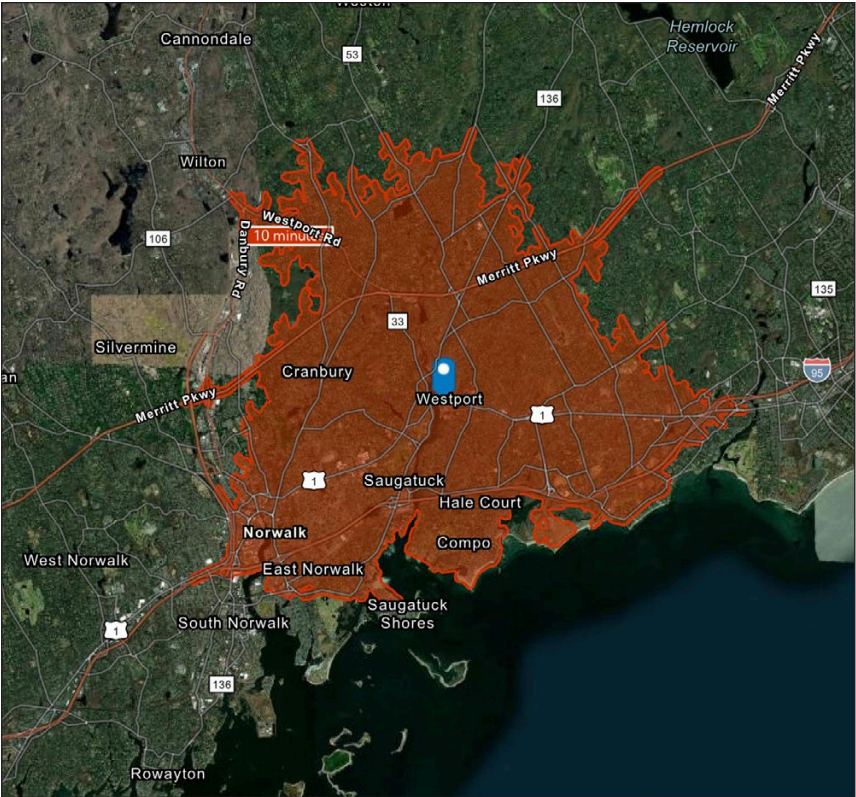 Weston
Cannondale
53
Hemlock
Reservoir
Merritt Pkwy
136
Wilton
Westport Rd
10 minute
106
Danbury Rd
Merritt Pkwy
135
33
Silvermine
95
an
Cranbury
Merritt Pkwy
Westport
1
1
Saugatuck
Hale Court
Norwalk
Compo
West Norwalk
East Norwalk
Saugatuck
Shores
South Norwalk
1
136
Rowayton